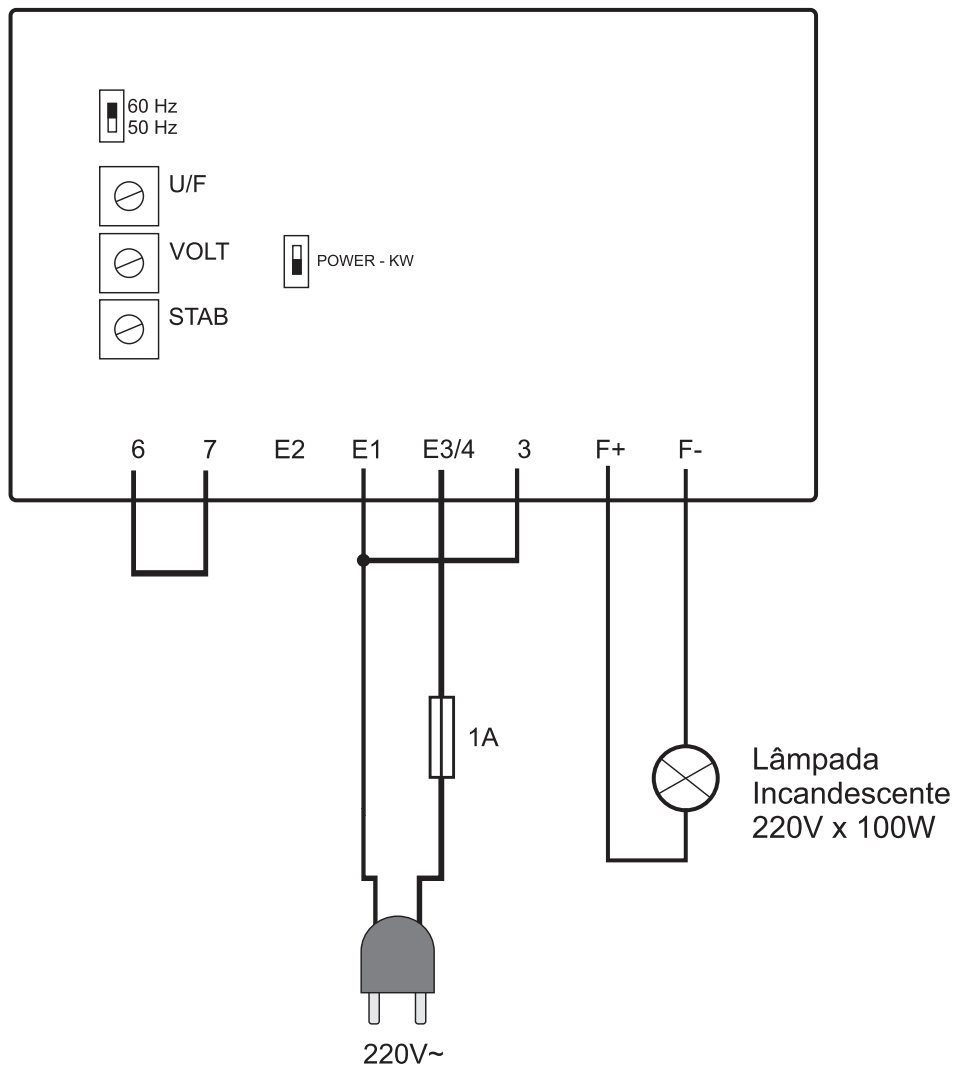 60 Hz
50 Hz
U/F
VOLT
POWER - KW
STAB
6 7 E2 E1 E3/4 3 F+ F-
1A
Lâmpada
Incandescente
220V x 100W
220V~